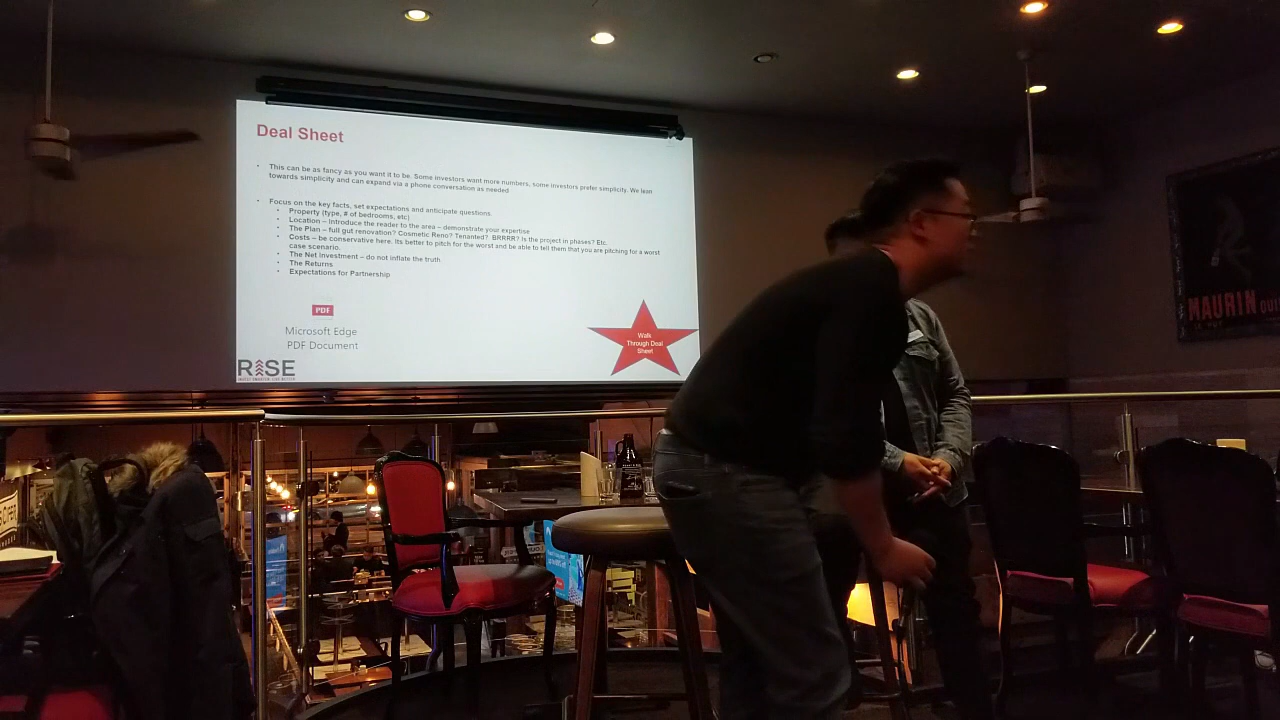 Deal Sheet
• This can be as fancy as you want it to be. Some investors want more numbers, some investors prefer simplicity. We lean
towards simplicity and can expand via a phone conversation as needed
• Focus on the key facts, set expectations and anticipate questions.
• Property (type, # of bedrooms, etc)
• Location – Introduce the reader to the area – demonstrate your expertise
• The Plan – full gut renovation? Cosmetic Reno? Tenanted? BRRRR? Is the project in phases? Etc.
• Costs – be conservative here. Its better to pitch for the worst and be able to tell them that you are pitching for a worst
case scenario.
• The Net Investment – do not inflate the truth.
• The Returns
• Expectations for Partnership
PDF
Microsoft Edge
PDF Document
Walk
Through Deal
Sheet
RISE
MAURIN QUI